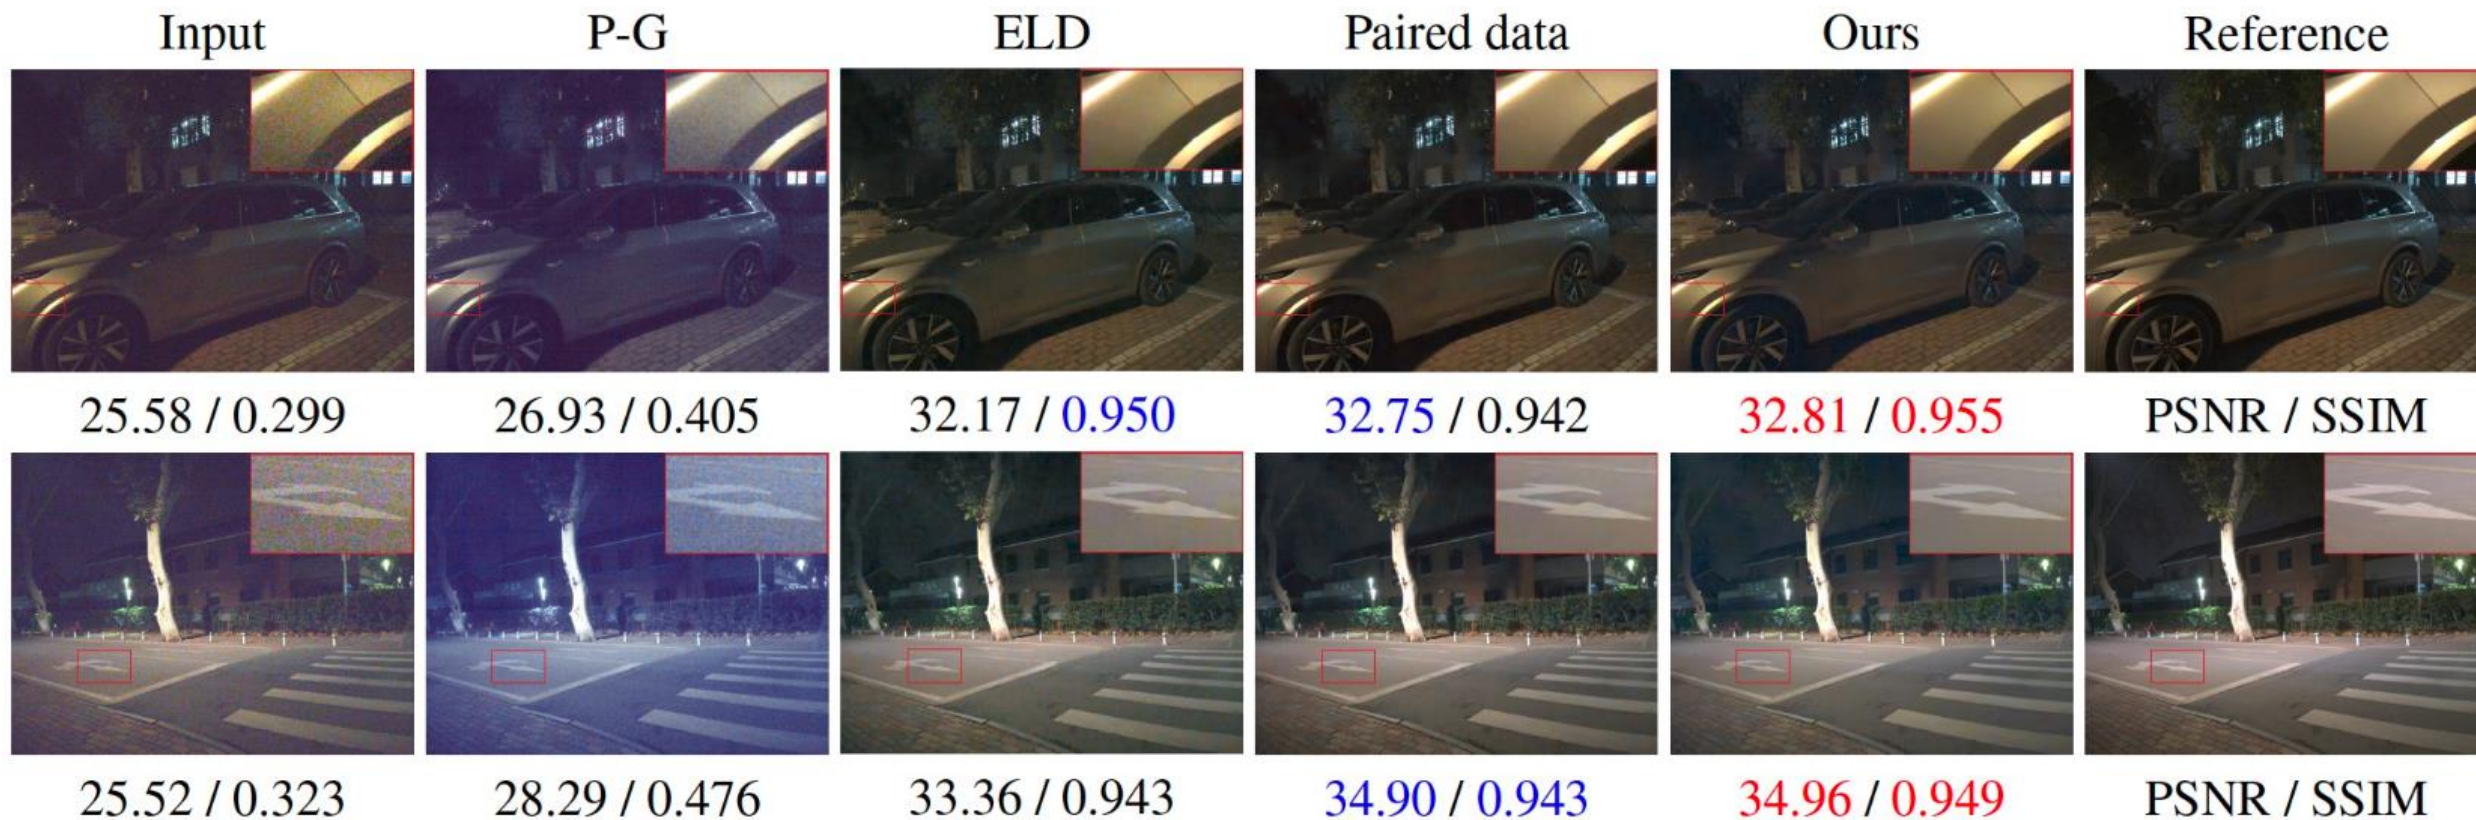 Input P-G ELD Paired data Ours Reference
25.58 / 0.299 26.93 / 0.405 32.17 / 0.950 32.75 / 0.942 32.81 / 0.955 PSNR / SSIM
25.52 / 0.323 28.29 / 0.476 33.36 / 0.943 34.90 / 0.943 34.96 / 0.949 PSNR / SSIM